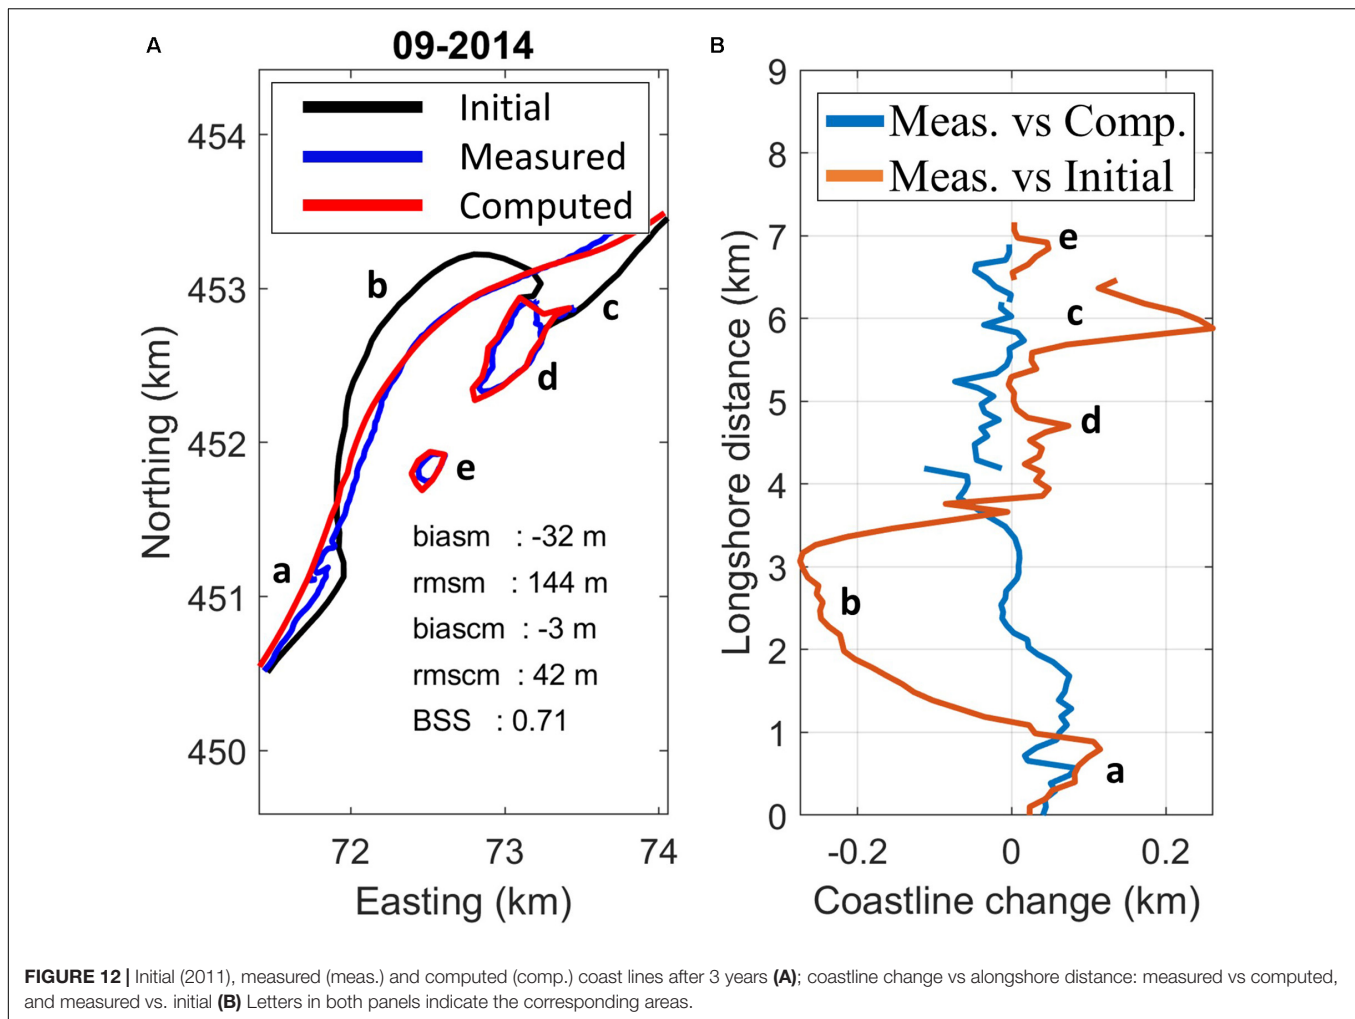 A
09-2014
Initial
Measured
Computed
454
453
452
451
450
Northing (km)
b
c
d
e
a
biasm : -32 m
rmsm : 144 m
biascm : -3 m
rmscm : 42 m
BSS : 0.71
72
73
74
Easting (km)
B
Meas. vs Comp.
Meas. vs Initial
9
8
7
6
5
4
3
2
1
0
Longshore distance (km)
e
c
d
b
a
-0.2
0
0.2
Coastline change (km)
FIGURE 12 | Initial (2011), measured (meas.) and computed (comp.) coast lines after 3 years (A); coastline change vs alongshore distance: measured vs computed,
and measured vs. initial (B) Letters in both panels indicate the corresponding areas.